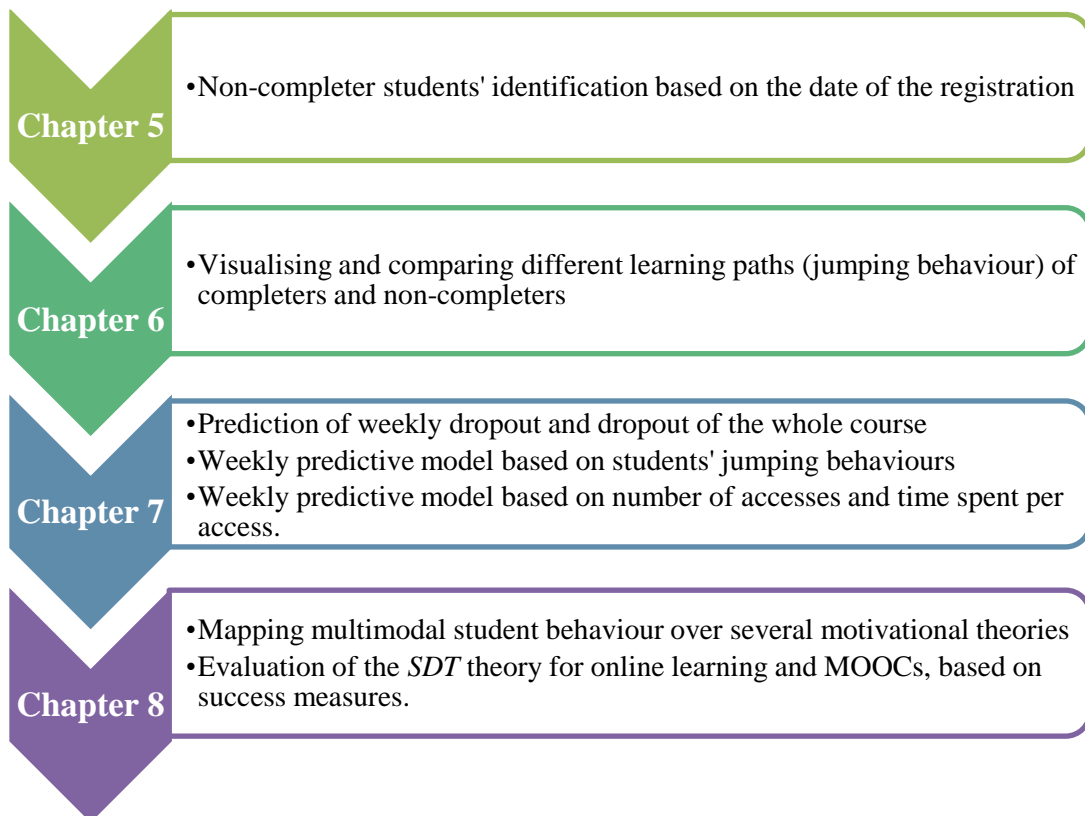 Chapter 5
•Non-completer students' identification based on the date of the registration
Chapter 6
•Visualising and comparing different learning paths (jumping behaviour) of
completers and non-completers
Chapter 7
•Prediction of weekly dropout and dropout of the whole course
•Weekly predictive model based on students' jumping behaviours
•Weekly predictive model based on number of accesses and time spent per
access.
Chapter 8
•Mapping multimodal student behaviour over several motivational theories
•Evaluation of the SDT theory for online learning and MOOCs, based on
success measures.